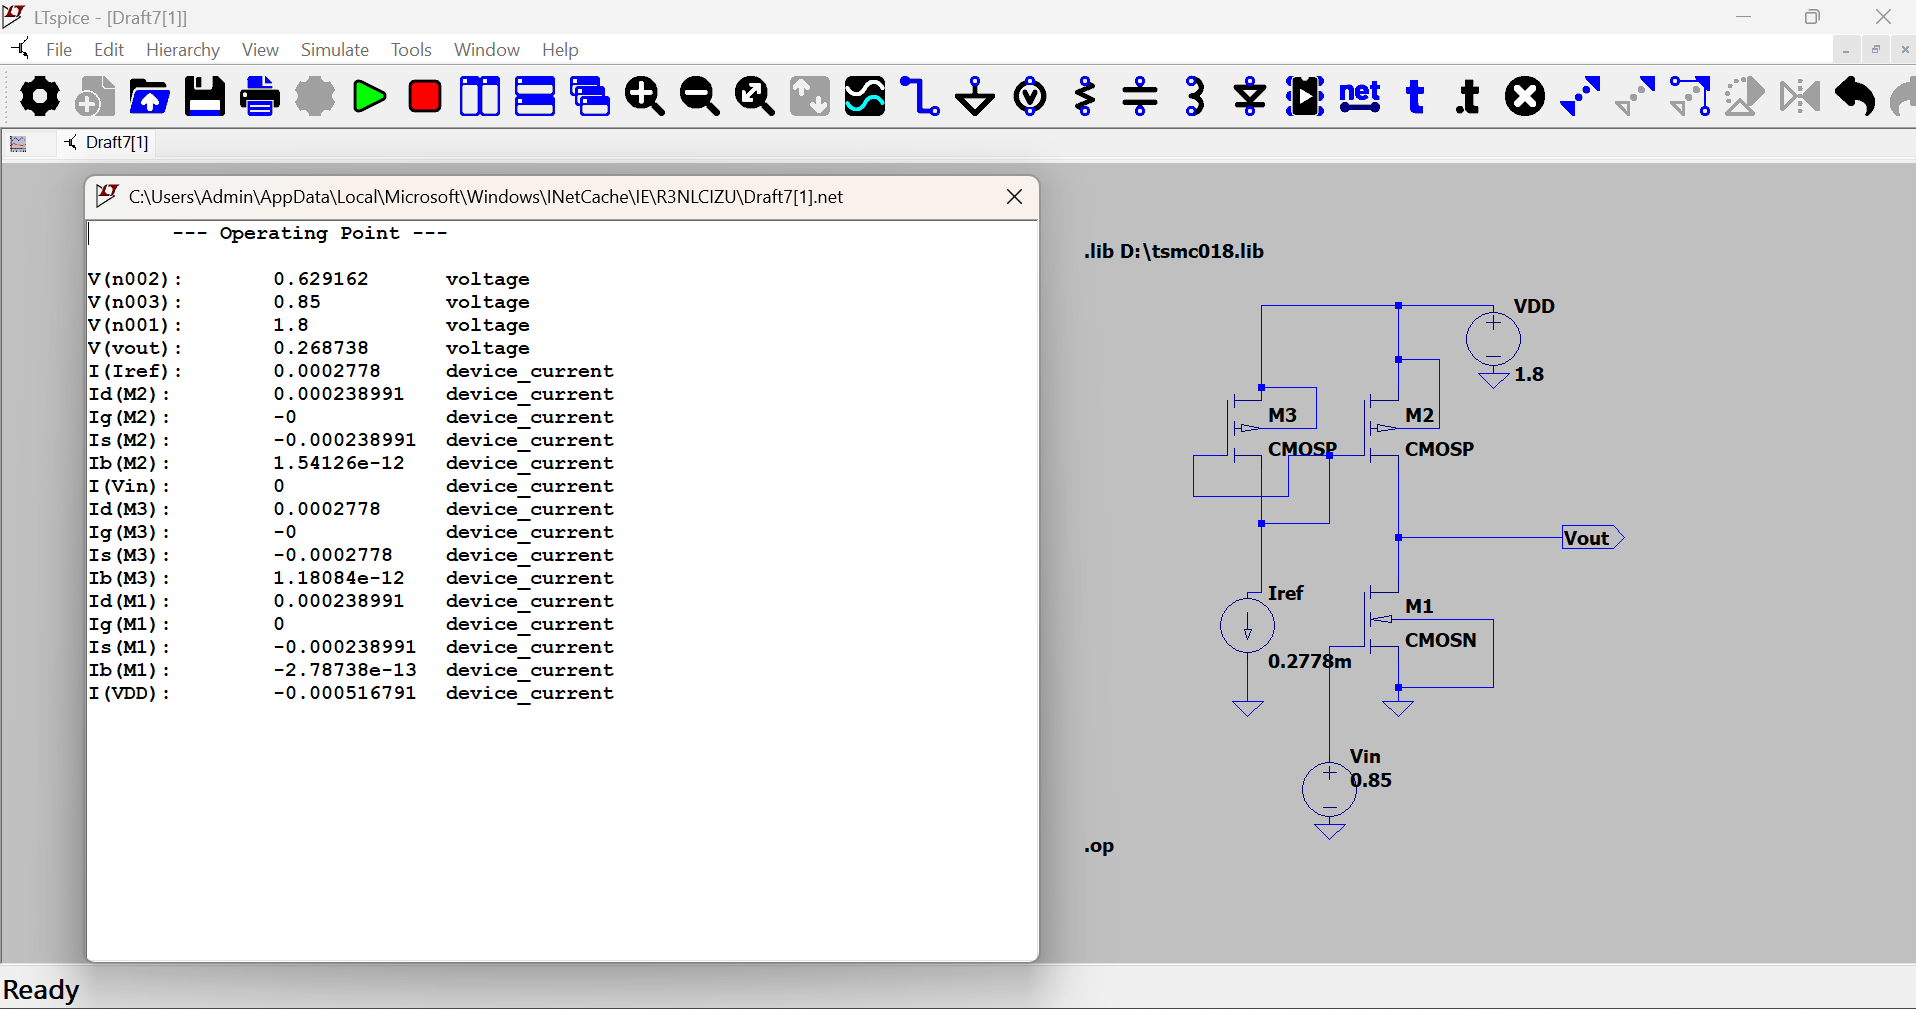 LTspice - [Draft7[1]]
File Edit Hierarchy View Simulate Tools Window Help
net t .t
Draft7[1]
C:\Users\Admin\AppData\Local\Microsoft\Windows\INetCache\IE\R3NLCIZU\Draft7[1].net
--- Operating Point ---
V(n002): 0.629162 voltage
V(n003): 0.85 voltage
V(n001): 1.8 voltage
V(vout): 0.268738 voltage
I(Iref): 0.0002778 device_current
Id(M2): 0.000238991 device_current
Ig(M2): -0 device_current
Is(M2): -0.000238991 device_current
Ib(M2): 1.54126e-12 device_current
I(Vin): 0 device_current
Id(M3): 0.0002778 device_current
Ig(M3): -0 device_current
Is(M3): -0.0002778 device_current
Ib(M3): 1.18084e-12 device_current
Id(M1): 0.000238991 device_current
Ig(M1): 0 device_current
Is(M1): -0.000238991 device_current
Ib(M1): -2.78738e-13 device_current
I(VDD): -0.000516791 device_current
.lib D:\tsmc018.lib
VDD
1.8
M3
CMOSP
M2
CMOSP
Vout
Iref
0.2778m
M1
CMOSN
Vin
0.85
.op
Ready